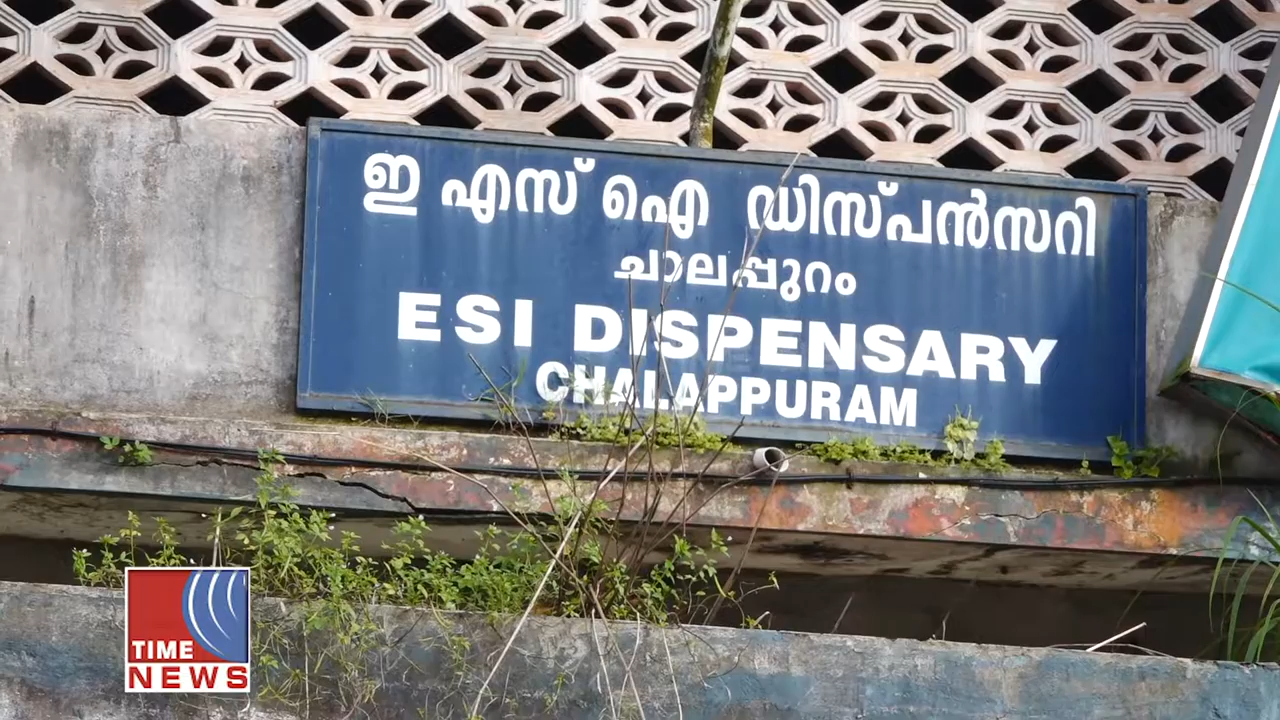 ഇ എസ് ഐ ഡിസ്പൻസറി
ചാലപ്പുറം
ESI DISPENSARY
CHALAPPURAM
TIME
NEWS